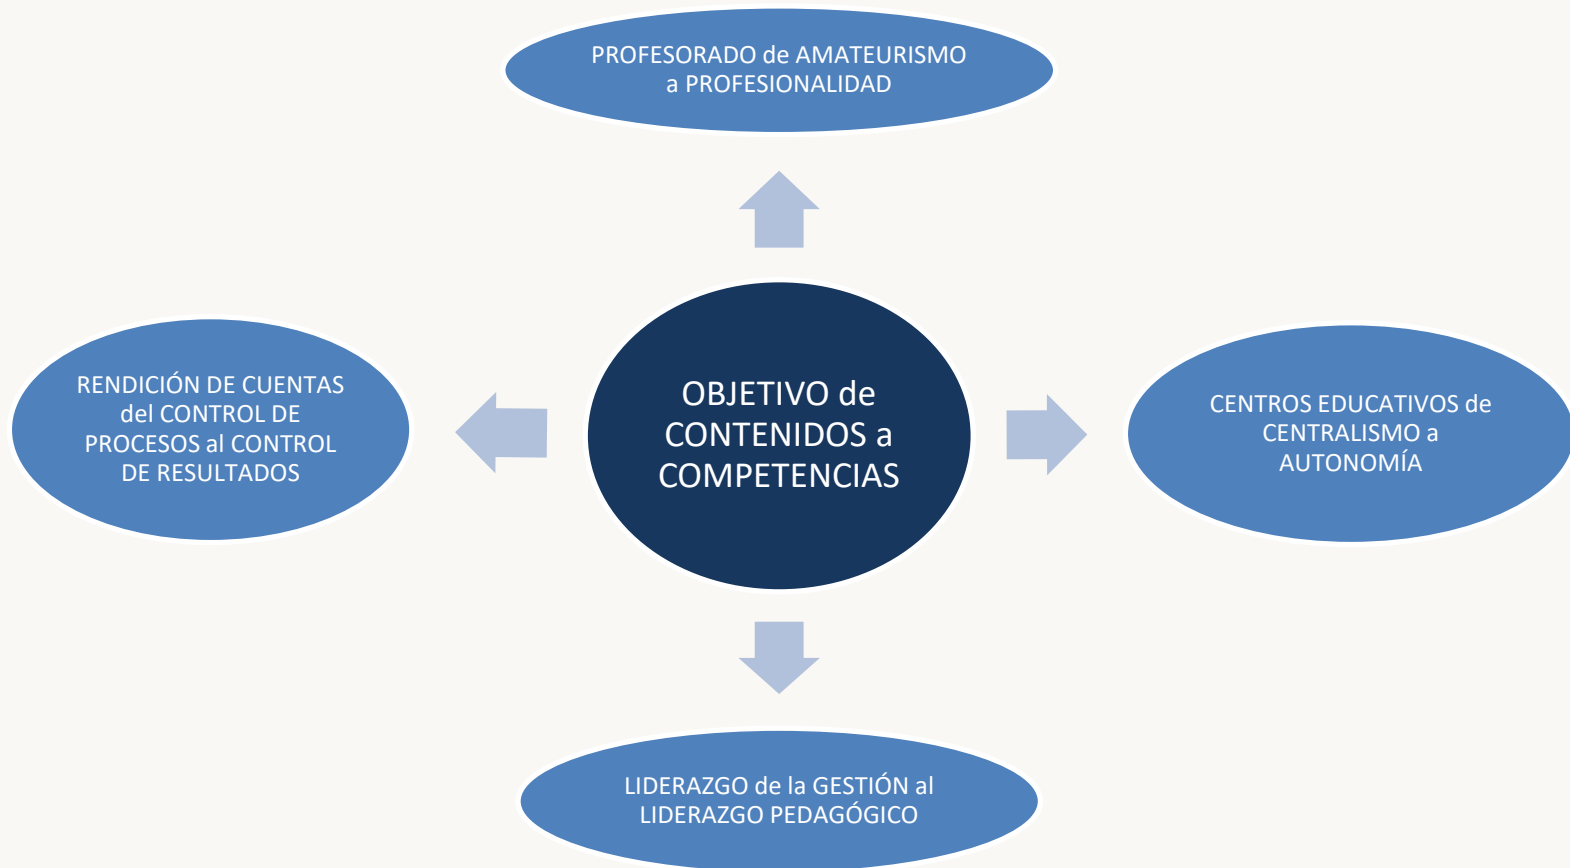 PROFESORADO de AMATEURISMO
a PROFESIONALIDAD
RENDICIÓN DE CUENTAS
del CONTROL DE
PROCESOS al CONTROL
DE RESULTADOS
OBJETIVO de
CONTENIDOS a
COMPETENCIAS
CENTROS EDUCATIVOS de
CENTRALISMO a
AUTONOMÍA
LIDERAZGO de la GESTIÓN al
LIDERAZGO PEDAGÓGICO